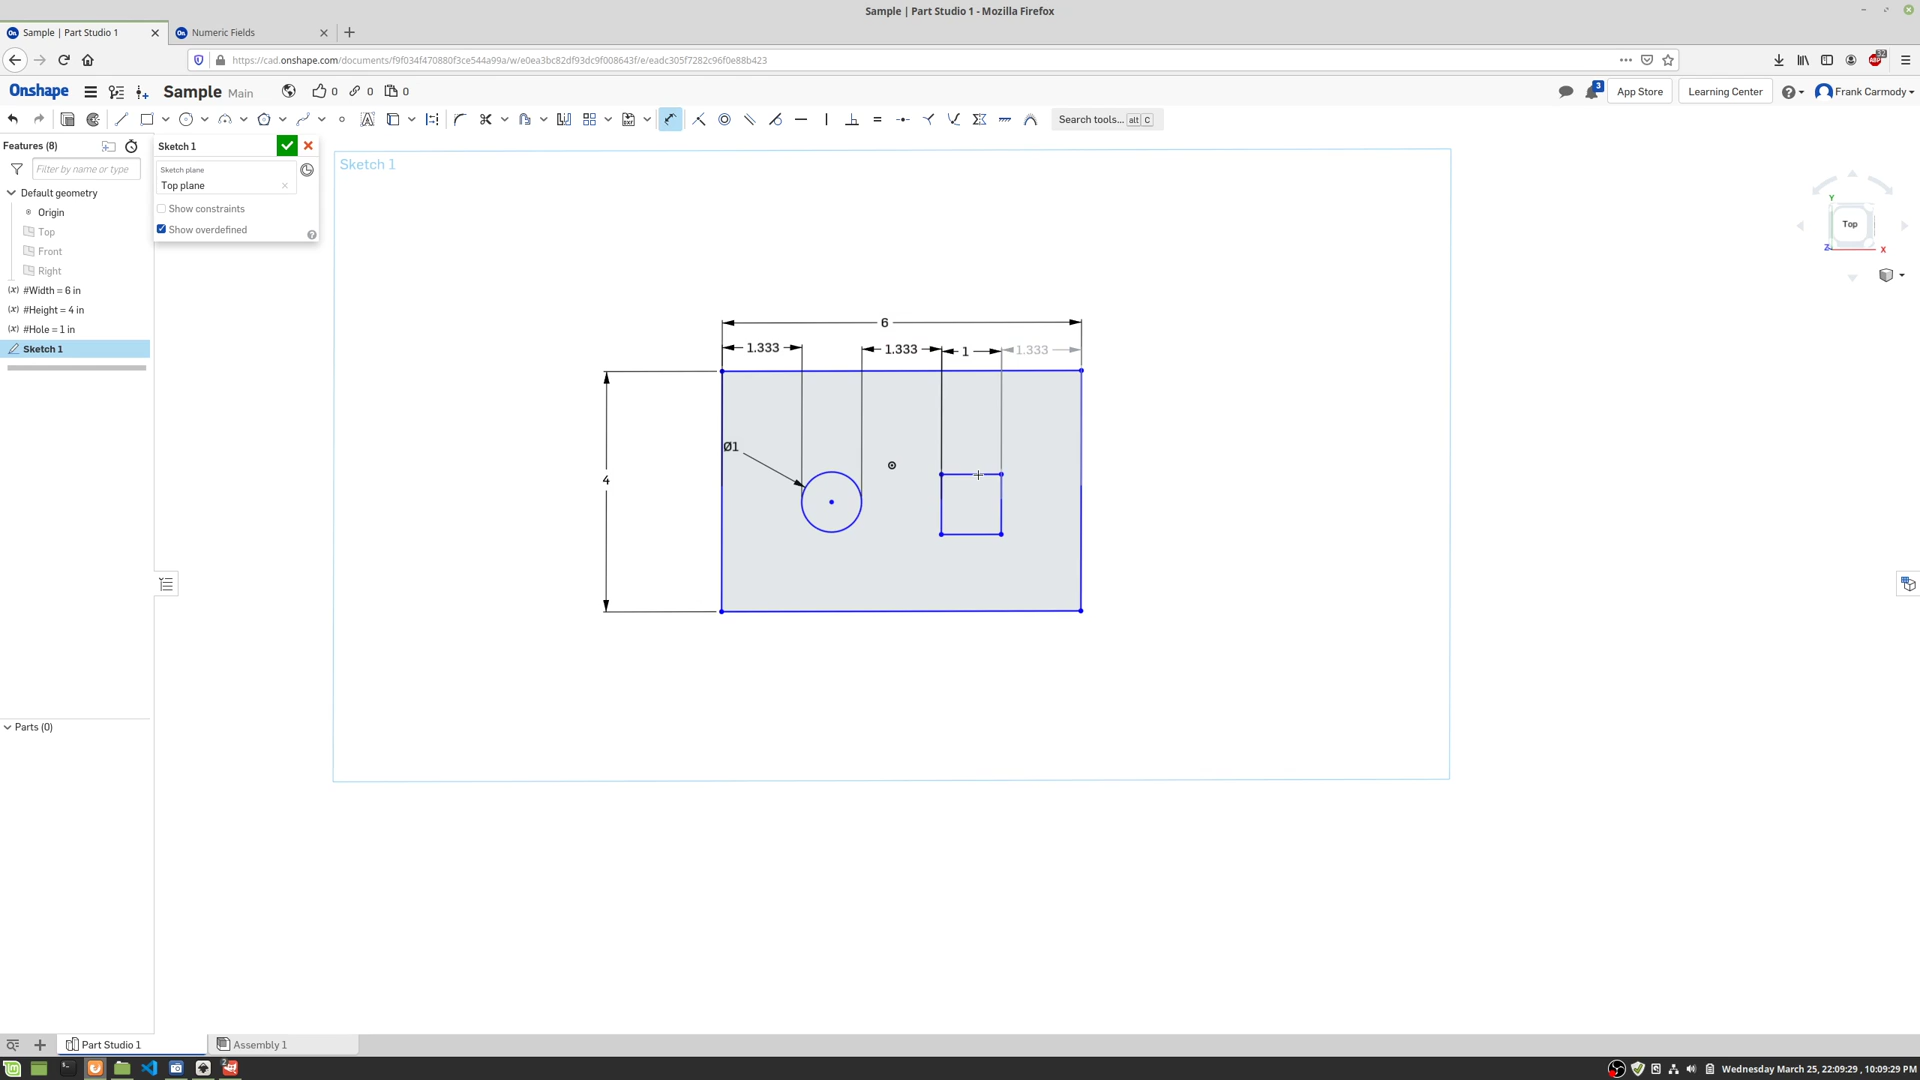 Sample | Part Studio 1 - Mozilla Firefox
Sample | Part Studio 1
Numeric Fields
https://cad.onshape.com/documents/f9f034f470880f3ce544a99a/w/e0ea3bc82df93dc9f008643f/e/eadc305f7282c96f0e88b423
32
ABP
Onshape
Sample Main
0
0
0
3
App Store
Learning Center
Frank Carmody
Search tools... alt C
Features (8)
Filter by name or type
Default geometry
Origin
Top
Front
Right
(x) #Width = 6 in
(x) #Height = 4 in
(x) #Hole = 1 in
Sketch 1
Parts (0)
Sketch 1
Sketch plane
Top plane
Show constraints
Show overdefined
Sketch 1
6
1.333
1.333
1
1.333
Ø1
4
Y
Top
Z
X
Part Studio 1
Assembly 1
2
Wednesday March 25, 22:09:29 , 10:09:29 PM